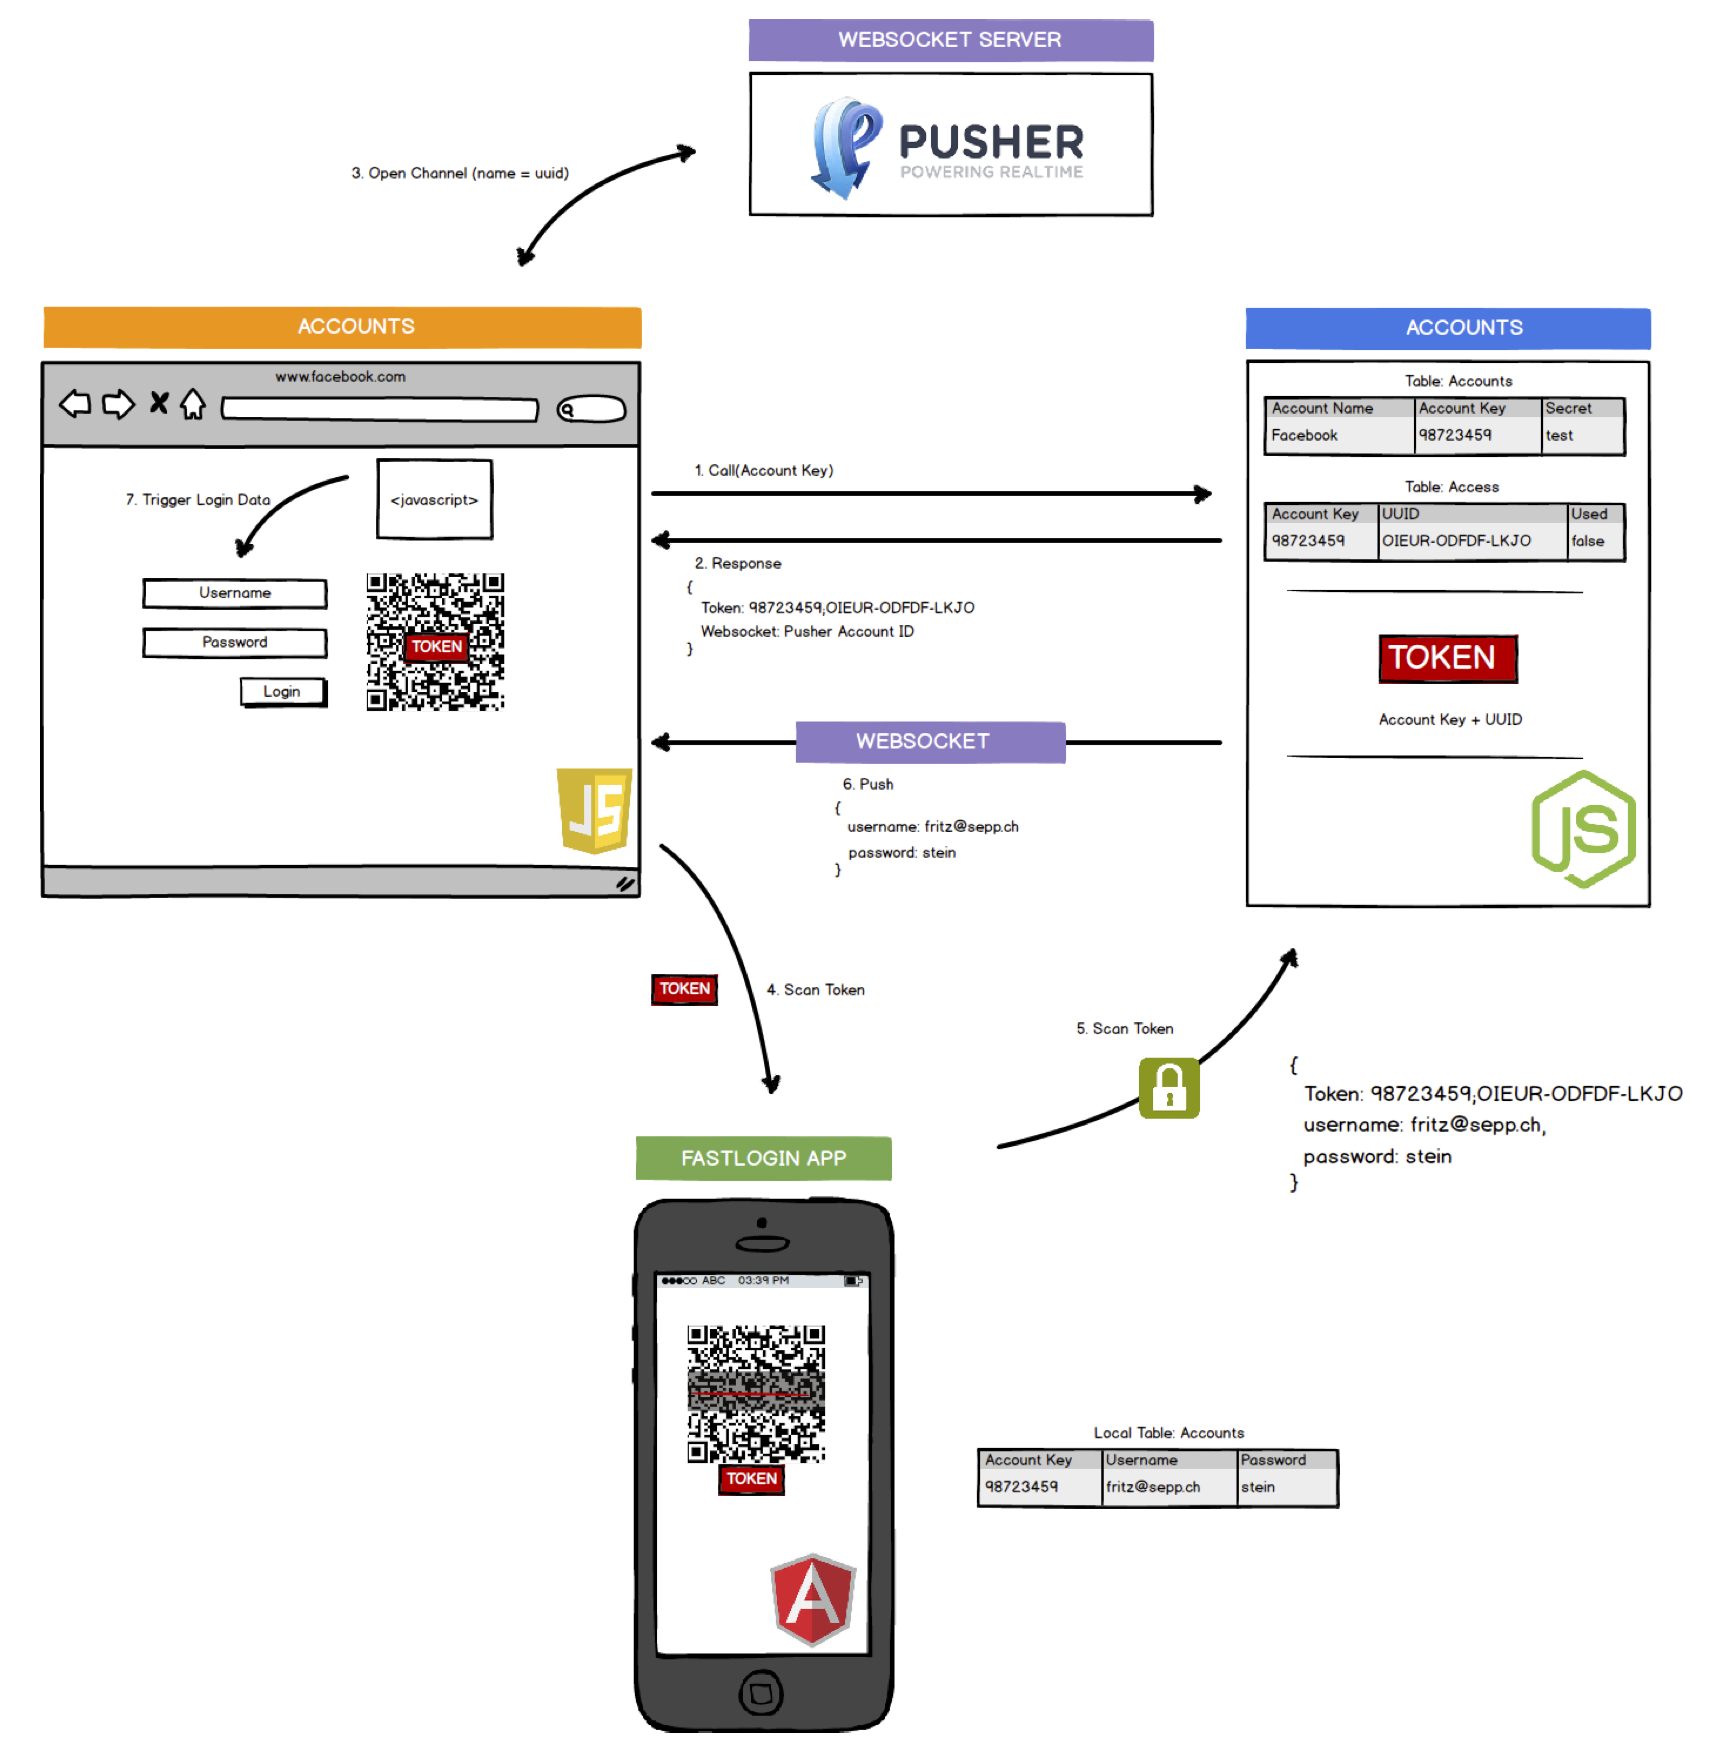 WEBSOCKET SERVER
PUSHER
POWERING REALTIME
3. Open Channel (name = uuid)
ACCOUNTS
www.facebook.com
7. Trigger Login Data
<javascript>
Username
Password
Login
TOKEN
JS
1. Call(Account Key)
2. Response
{
Token: 98723459;OIEUR-ODFDF-LKJO
Websocket: Pusher Account ID
}
WEBSOCKET
6. Push
{
username: fritz@sepp.ch
password: stein
}
ACCOUNTS
Table: Accounts
Account Name Account Key Secret
Facebook 98723459 test
Table: Access
Account Key UUID Used
98723459 OIEUR-ODFDF-LKJO false
TOKEN
Account Key + UUID
JS
TOKEN
4. Scan Token
5. Scan Token
{
Token: 98723459;OIEUR-ODFDF-LKJO
username: fritz@sepp.ch,
password: stein
}
FASTLOGIN APP
ABC 03:39 PM
TOKEN
A
Local Table: Accounts
Account Key Username Password
98723459 fritz@sepp.ch stein